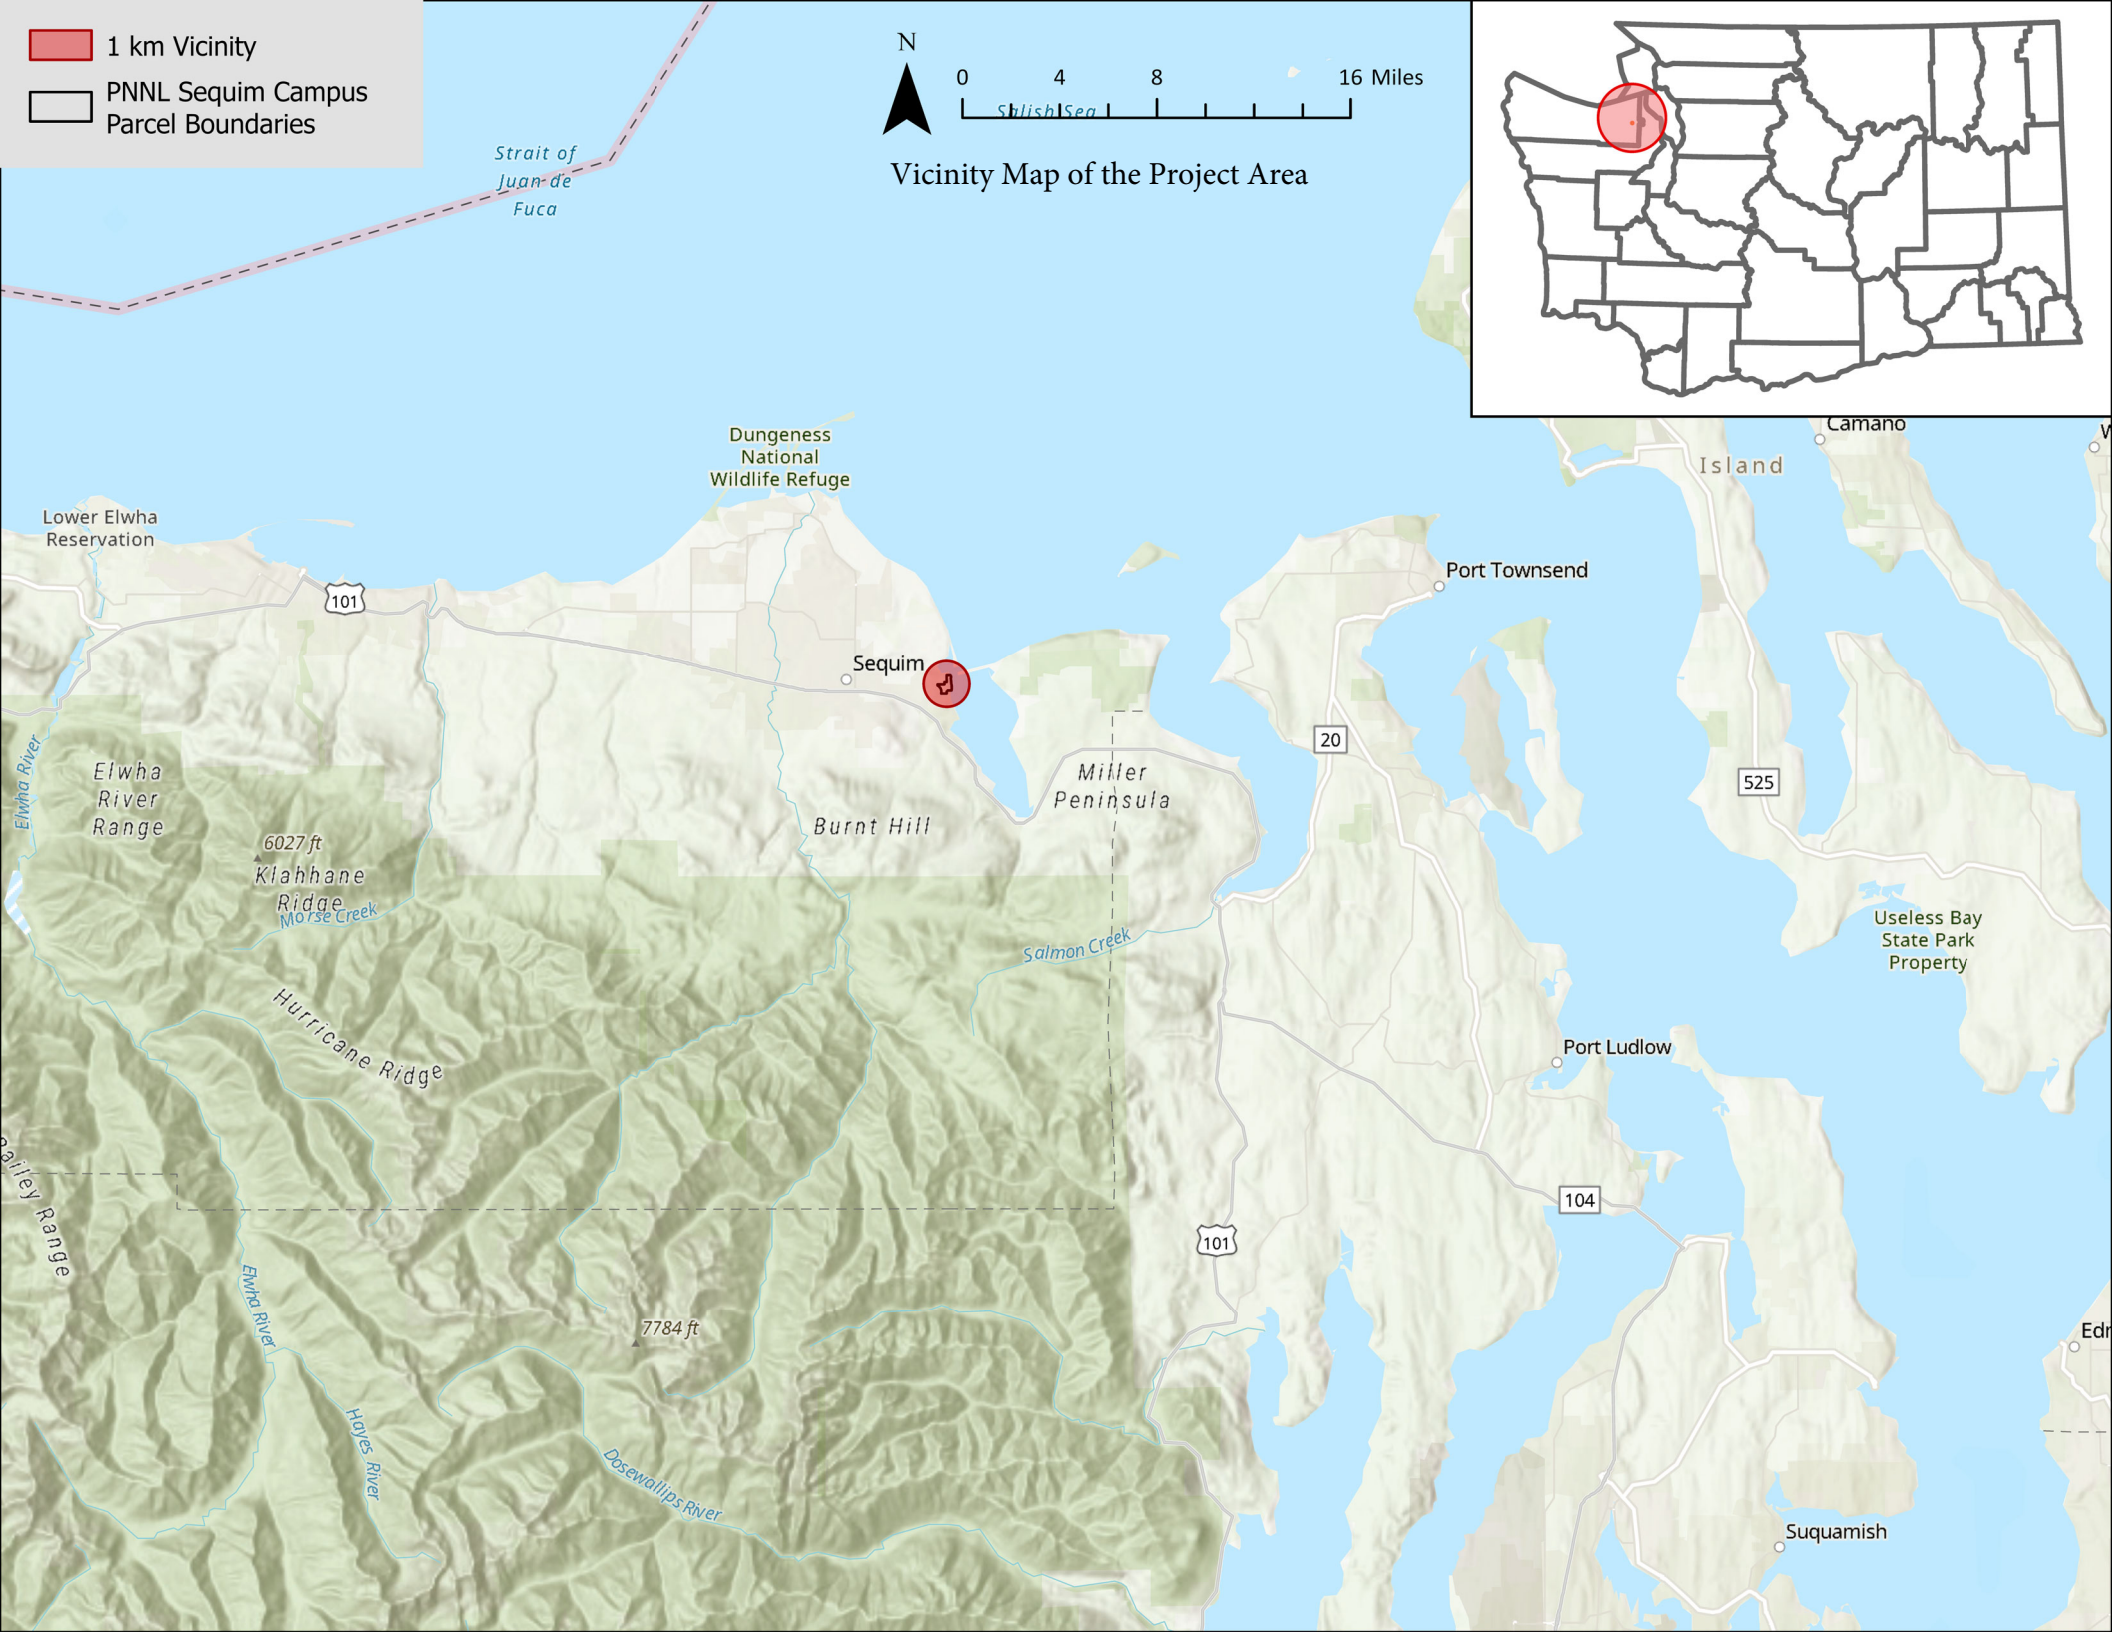 1 km Vicinity
PNNL Sequim Campus
Parcel Boundaries
N
0 4 8 16 Miles
Salish Sea
Vicinity Map of the Project Area
Strait of
Juan de
Fuca
Camano
Island
Dungeness
National
Wildlife Refuge
Lower Elwha
Reservation
101
Port Townsend
Sequim
20
525
Elwha River
Elwha
River
Range
Miller
Peninsula
Burnt Hill
6027 ft
Klahhane
Ridge
Morse Creek
Salmon Creek
Useless Bay
State Park
Property
Hurricane Ridge
Port Ludlow
Bailey Range
104
101
Elwha River
7784 ft
Edr
Hayes River
Dosewallips River
Suquamish